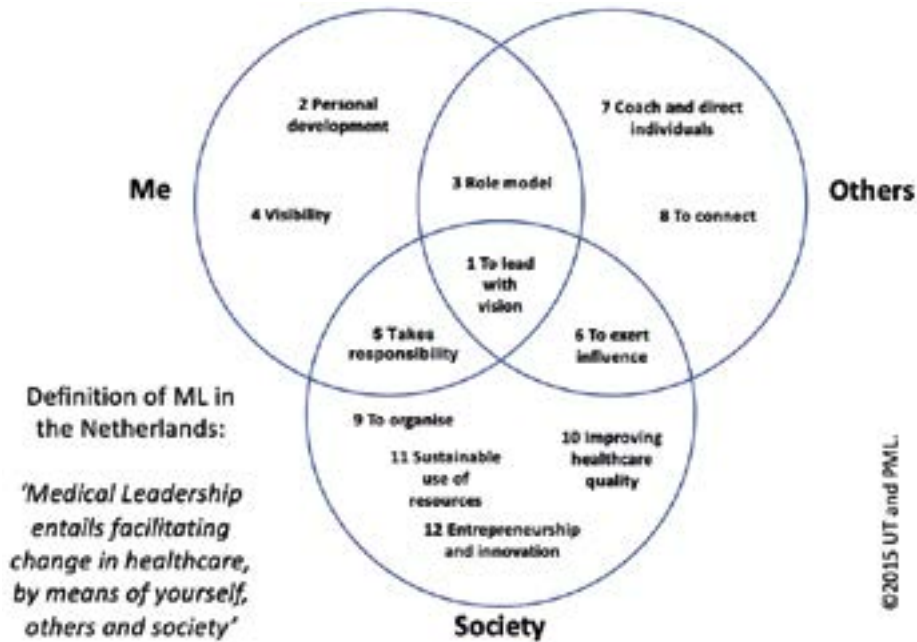 2 Personal
development
7 Coach and direct
individuals
Me
3 Role model
Others
4 Visibility
8 To connect
1 To lead
with
vision
5 Takes
responsibility
6 To exert
influence
Definition of ML in
the Netherlands:
'Medical Leadership
entails facilitating
change in healthcare,
by means of yourself,
others and society'
9 To organise
10 Improving
healthcare
quality
11 Sustainable
use of
resources
12 Entrepreneurship
and innovation
Society
©2015 UT and PML.